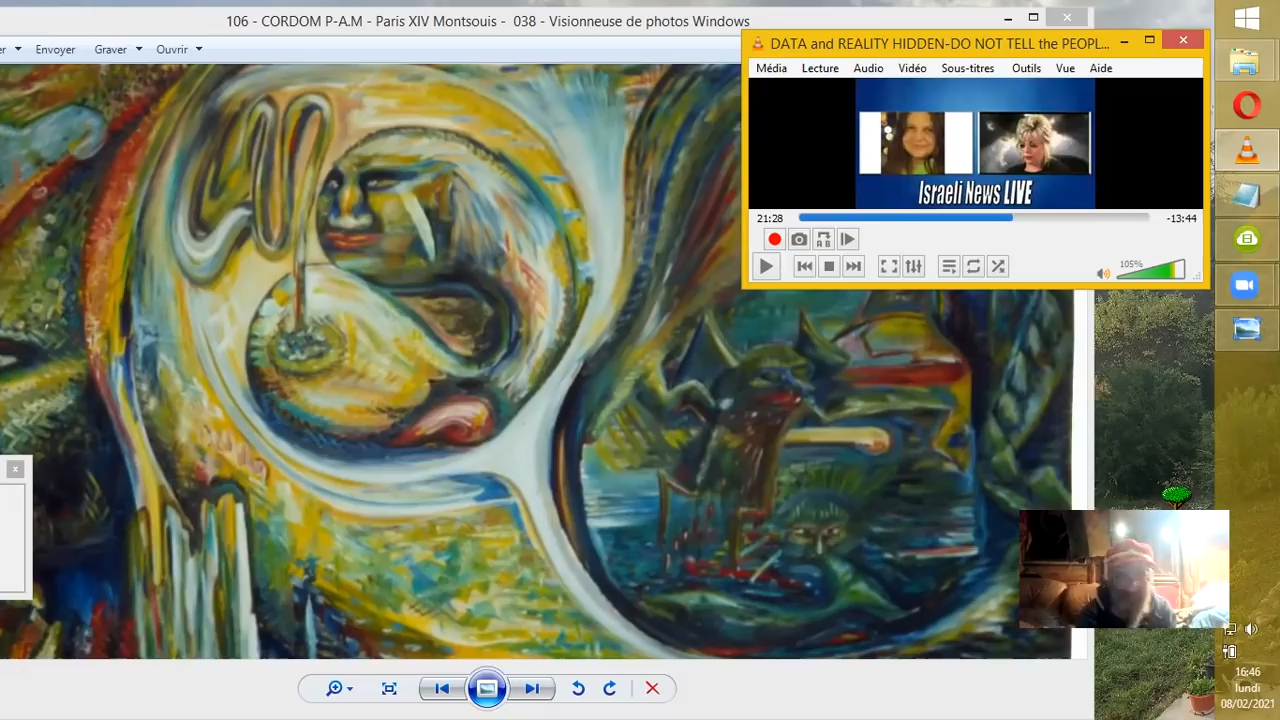 106 - CORDOM P-A.M - Paris XIV Montsouis - 038 - Visionneuse de photos Windows
er Envoyer Graver Ouvrir
DATA and REALITY HIDDEN-DO NOT TELL the PEOPL...
Média Lecture Audio Vidéo Sous-titres Outils Vue Aide
Israeli News LIVE
21:28 -13:44
A B
105%
16:46
lundi
08/02/2021